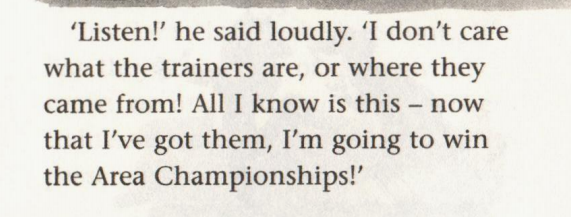 ‘Listen!’ he said loudly. ‘I don’t care
what the trainers are, or where they
came from! All I know is this – now
that I’ve got them, I’m going to win
the Area Championships!’